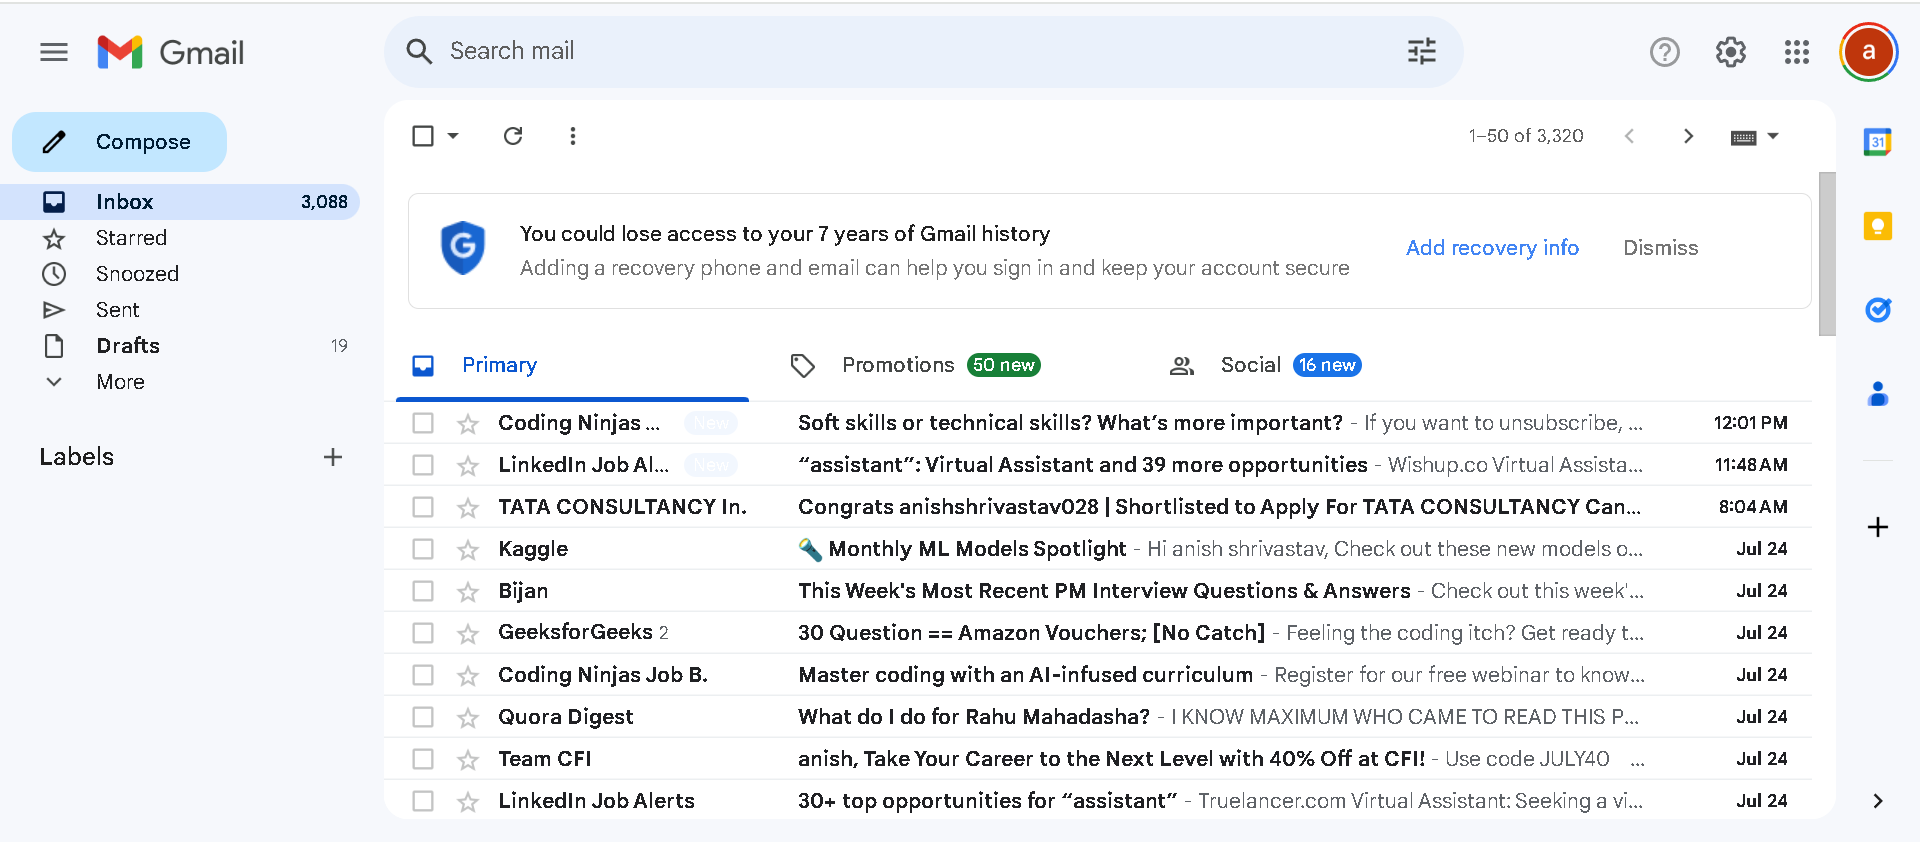 Gmail
Search mail
a
Compose
1–50 of 3,320
31
Inbox 3,088
Starred
Snoozed
Sent
Drafts 19
More
Labels
G
You could lose access to your 7 years of Gmail history
Adding a recovery phone and email can help you sign in and keep your account secure
Add recovery info
Dismiss
Primary
Promotions 50 new
Social 16 new
Coding Ninjas ... New Soft skills or technical skills? What’s more important? - If you want to unsubscribe, ... 12:01 PM
LinkedIn Job Al... New “assistant”: Virtual Assistant and 39 more opportunities - Wishup.co Virtual Assista... 11:48 AM
TATA CONSULTANCY In. Congrats anishshrivastav028 | Shortlisted to Apply For TATA CONSULTANCY Can... 8:04 AM
Kaggle Monthly ML Models Spotlight - Hi anish shrivastav, Check out these new models o... Jul 24
Bijan This Week's Most Recent PM Interview Questions & Answers - Check out this week'... Jul 24
GeeksforGeeks 2 30 Question == Amazon Vouchers; [No Catch] - Feeling the coding itch? Get ready t... Jul 24
Coding Ninjas Job B. Master coding with an AI-infused curriculum - Register for our free webinar to know... Jul 24
Quora Digest What do I do for Rahu Mahadasha? - I KNOW MAXIMUM WHO CAME TO READ THIS P... Jul 24
Team CFI anish, Take Your Career to the Next Level with 40% Off at CFI! - Use code JULY40 ... Jul 24
LinkedIn Job Alerts 30+ top opportunities for “assistant” - Truelancer.com Virtual Assistant: Seeking a vi... Jul 24